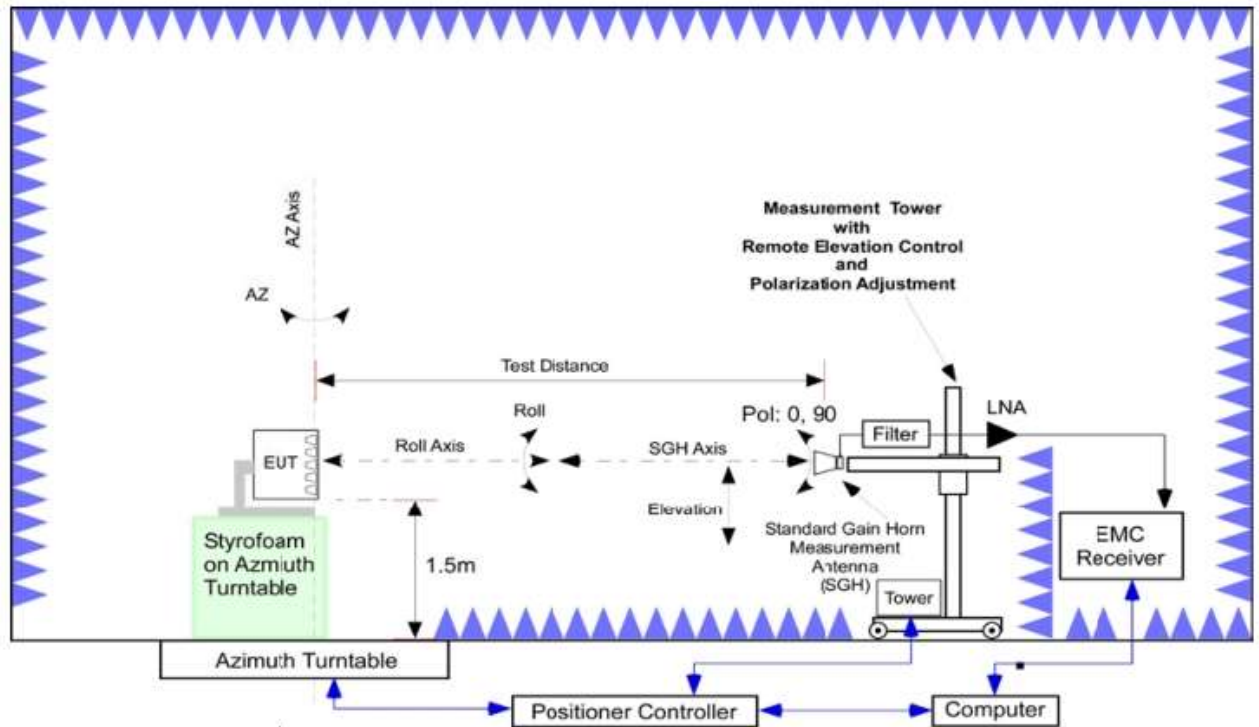 Measurement Tower
with
Remote Elevation Control
and
Polarization Adjustment
AZ Axis
AZ
Test Distance
Roll
Pol: 0, 90
LNA
Filter
EUT
Roll Axis
SGH Axis
Elevation
Standard Gain Horn
Measurement
Antenna
(SGH)
EMC
Receiver
Styrofoam
on Azmiuth
Turntable
1.5m
Tower
Azimuth Turntable
Positioner Controller
Computer